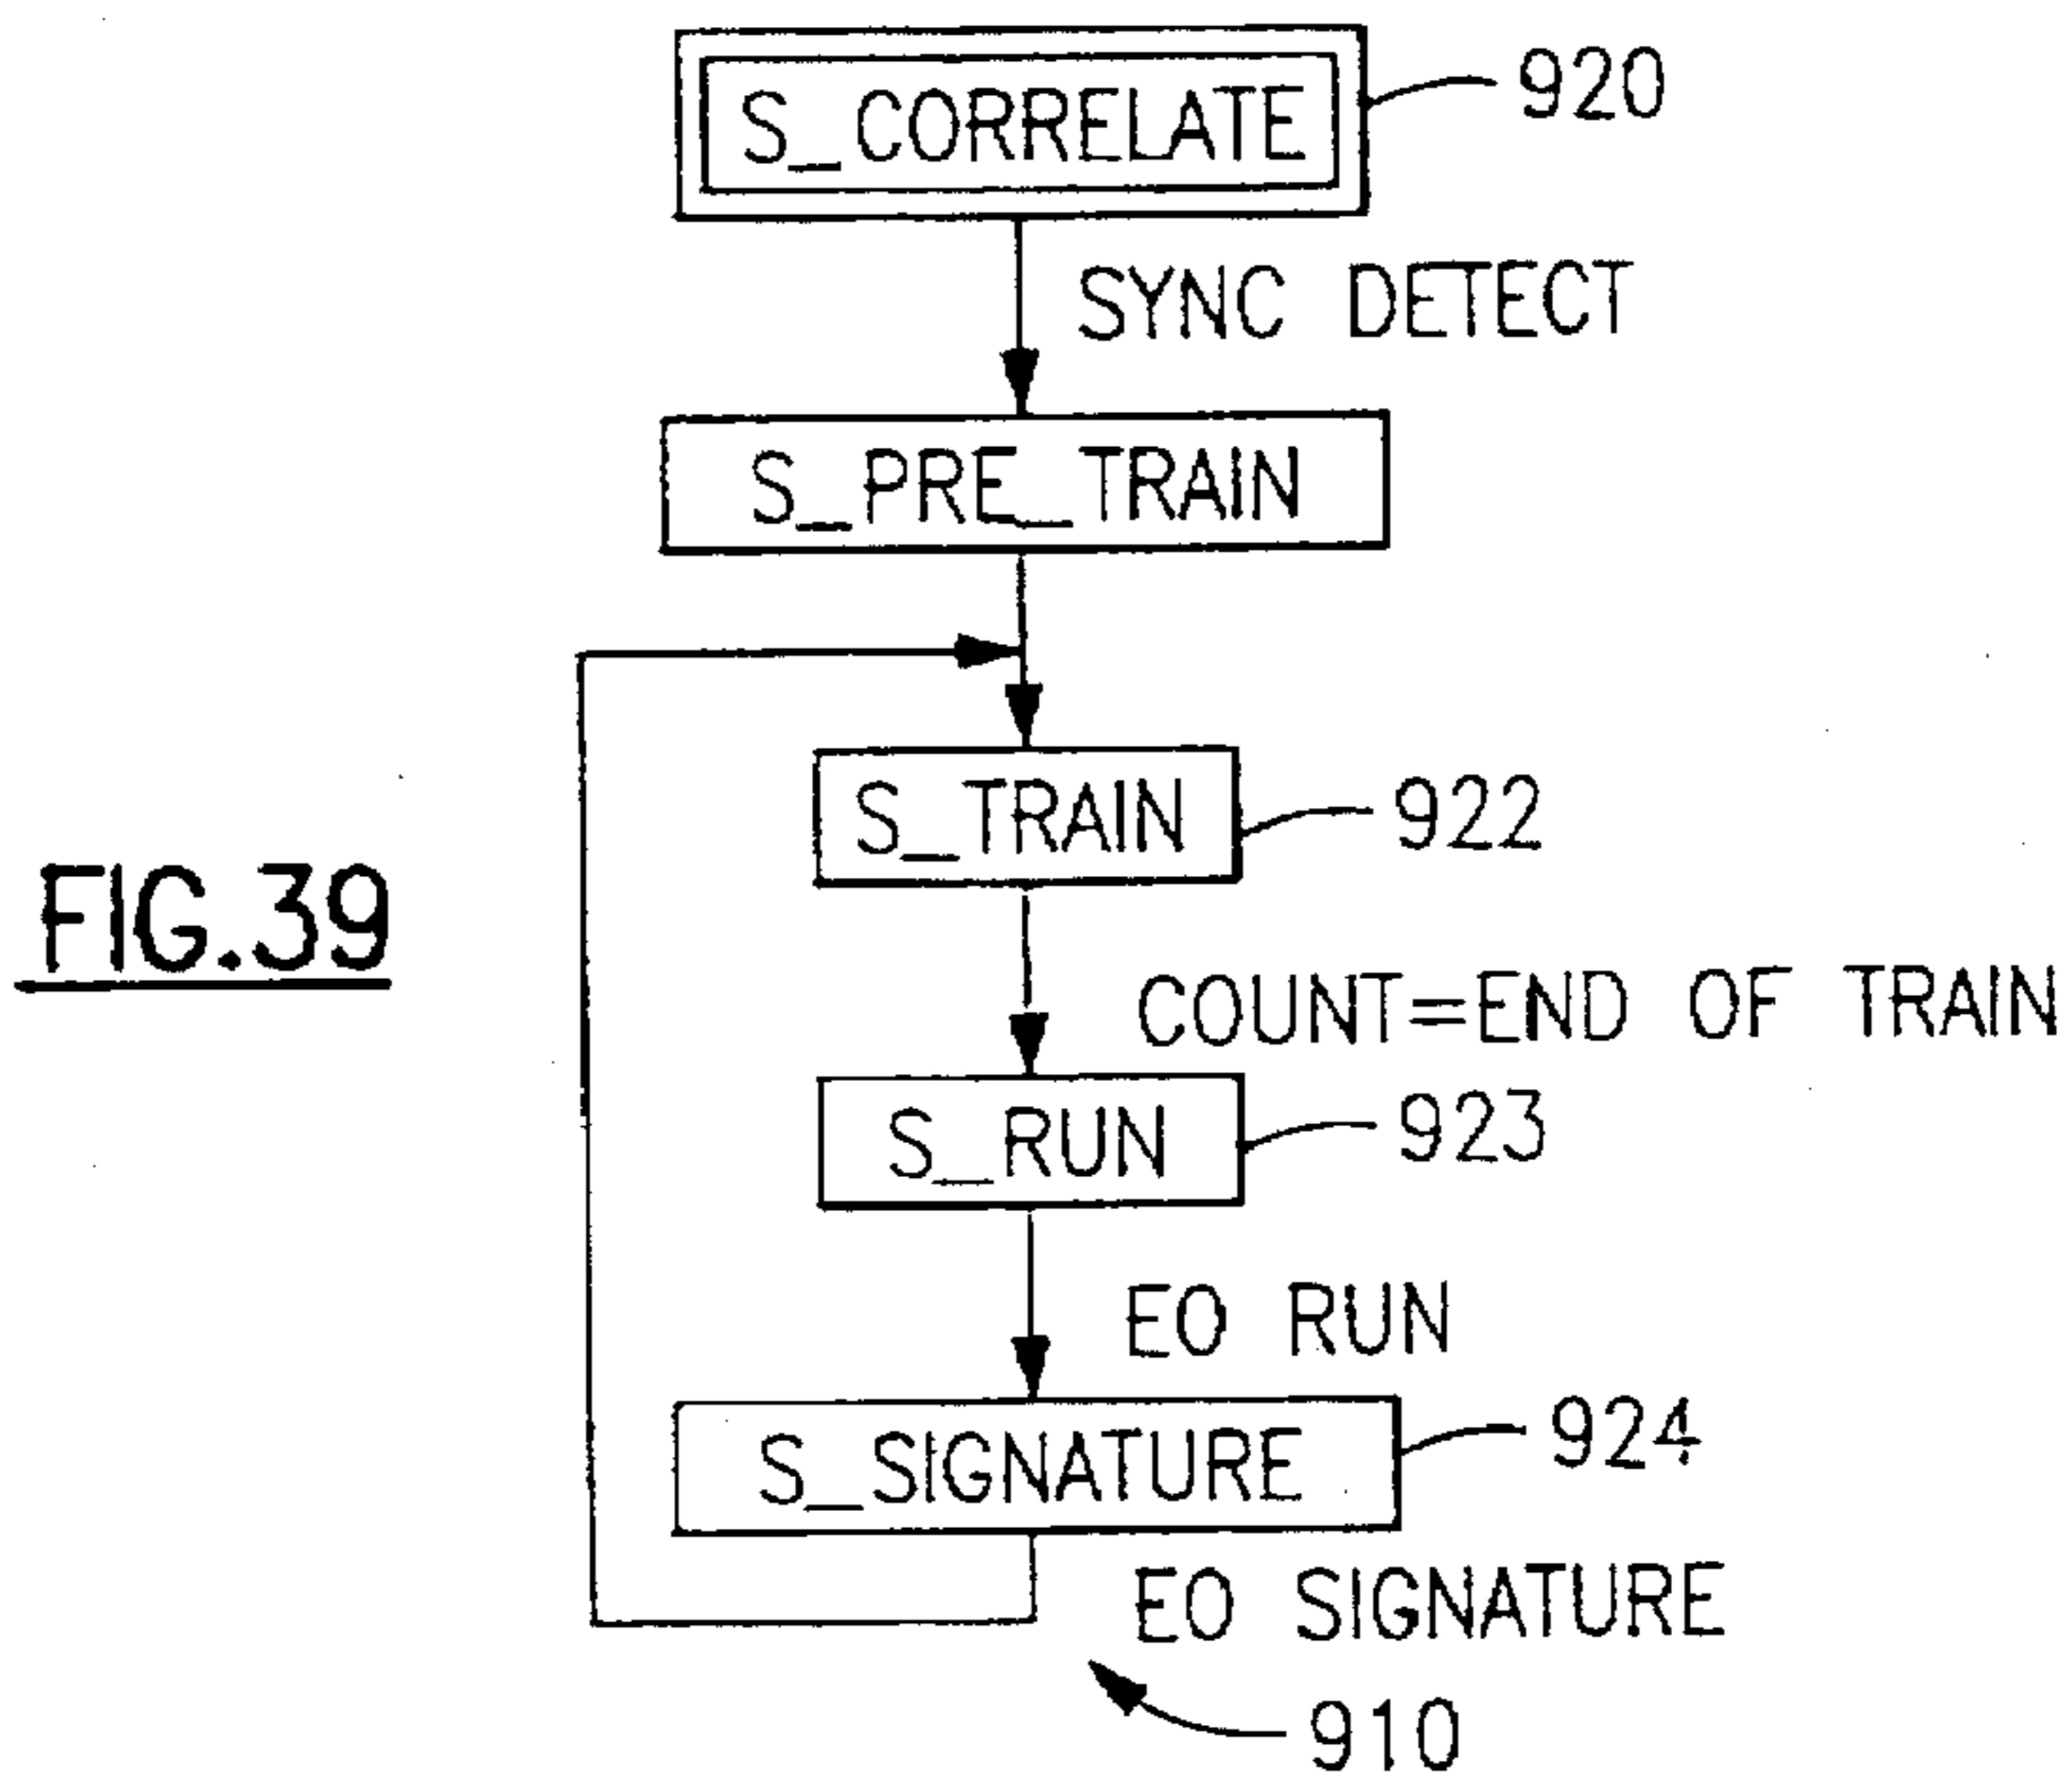 S_CORRELATE
920
SYNC DETECT
S_PRE_TRAIN
S_TRAIN
922
FIG.39
COUNT=END OF TRAIN
S_RUN
923
EO RUN
S_SIGNATURE
924
EO SIGNATURE
910